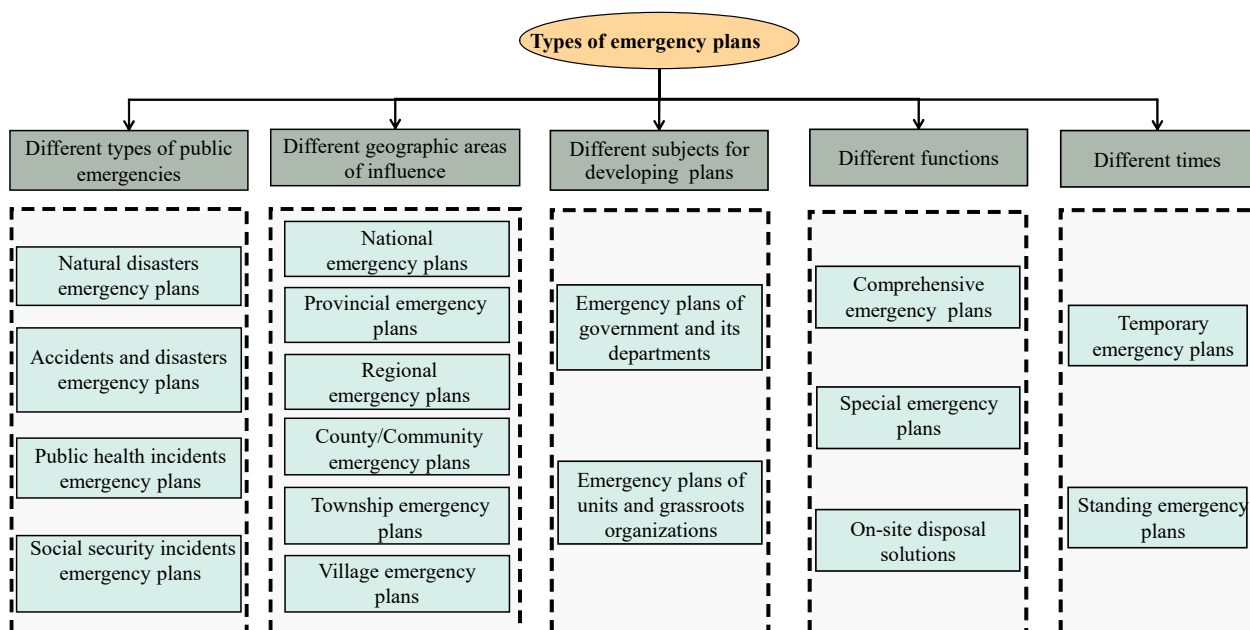 Types of emergency plans
Different types of public
emergencies
Different geographic areas
of influence
Different subjects for
developing plans
Different functions
Different times
Natural disasters
emergency plans
Accidents and disasters
emergency plans
Public health incidents
emergency plans
Social security incidents
emergency plans
National
emergency plans
Provincial emergency
plans
Regional
emergency plans
County/Community
emergency plans
Township emergency
plans
Village emergency
plans
Emergency plans of
government and its
departments
Emergency plans of
units and grassroots
organizations
Comprehensive
emergency plans
Special emergency
plans
On-site disposal
solutions
Temporary
emergency plans
Standing emergency
plans